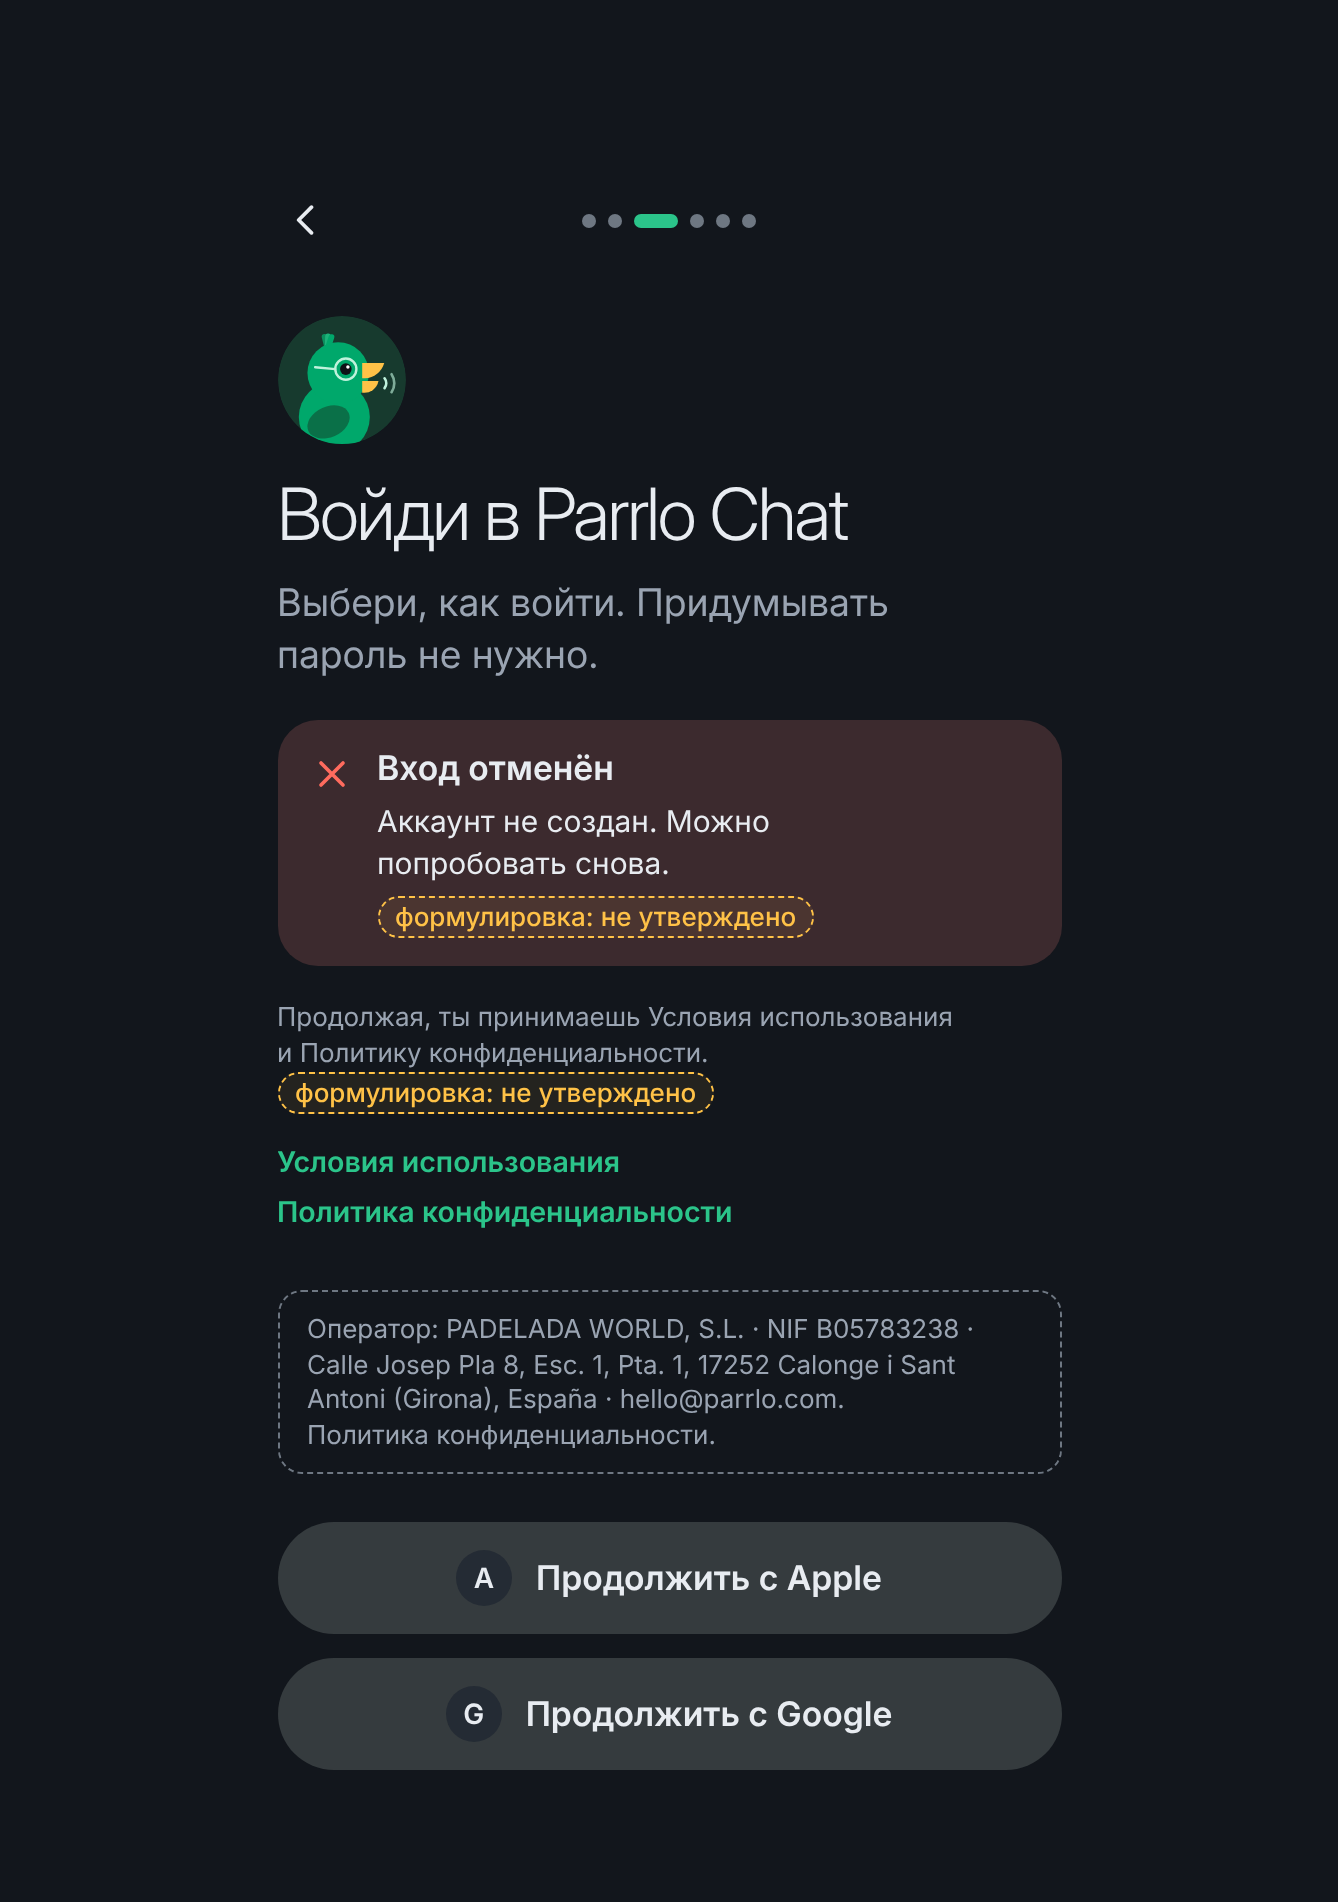 Войди в Parrlo Chat
Выбери, как войти. Придумывать
пароль не нужно.
Вход отменён
Аккаунт не создан. Можно
попробовать снова.
формулировка: не утверждено
Продолжая, ты принимаешь Условия использования
и Политику конфиденциальности.
формулировка: не утверждено
Условия использования
Политика конфиденциальности
Оператор: PADELADA WORLD, S.L. · NIF B05783238 ·
Calle Josep Pla 8, Esc. 1, Pta. 1, 17252 Calonge i Sant
Antoni (Girona), España · hello@parrlo.com.
Политика конфиденциальности.
A Продолжить с Apple
G Продолжить с Google